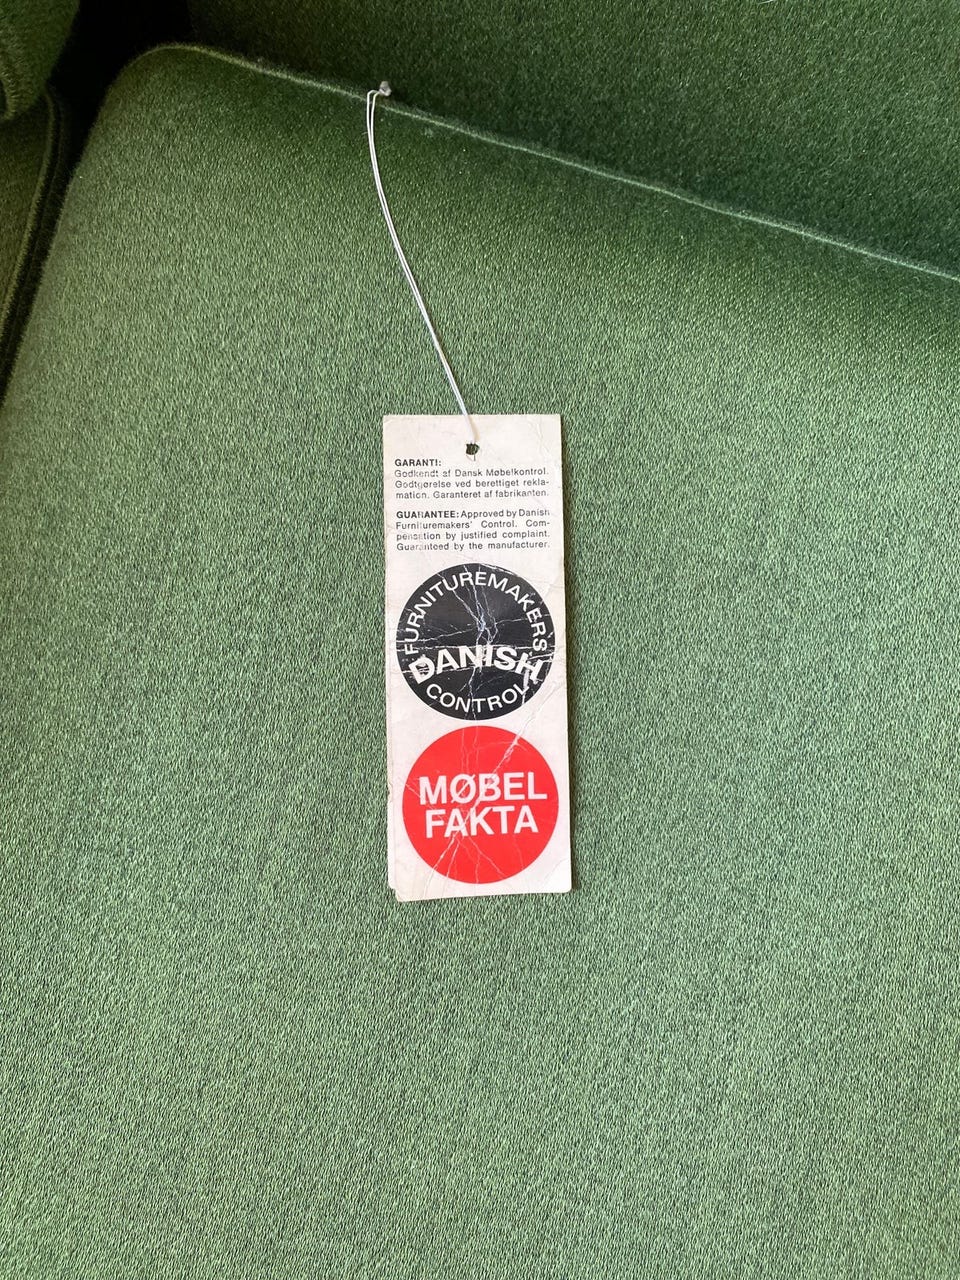 GARANTI:
Godkendt af Dansk Møbelkontrol.
Godtgørelse ved berettiget rekla-
mation. Garanteret af fabrikanten.
GUARANTEE: Approved by Danish
Furnituremakers' Control. Com-
pensation by justified complaint.
Guaranteed by the manufacturer.
FURNITUREMAKERS
DANISH
CONTROL
MØBEL
FAKTA